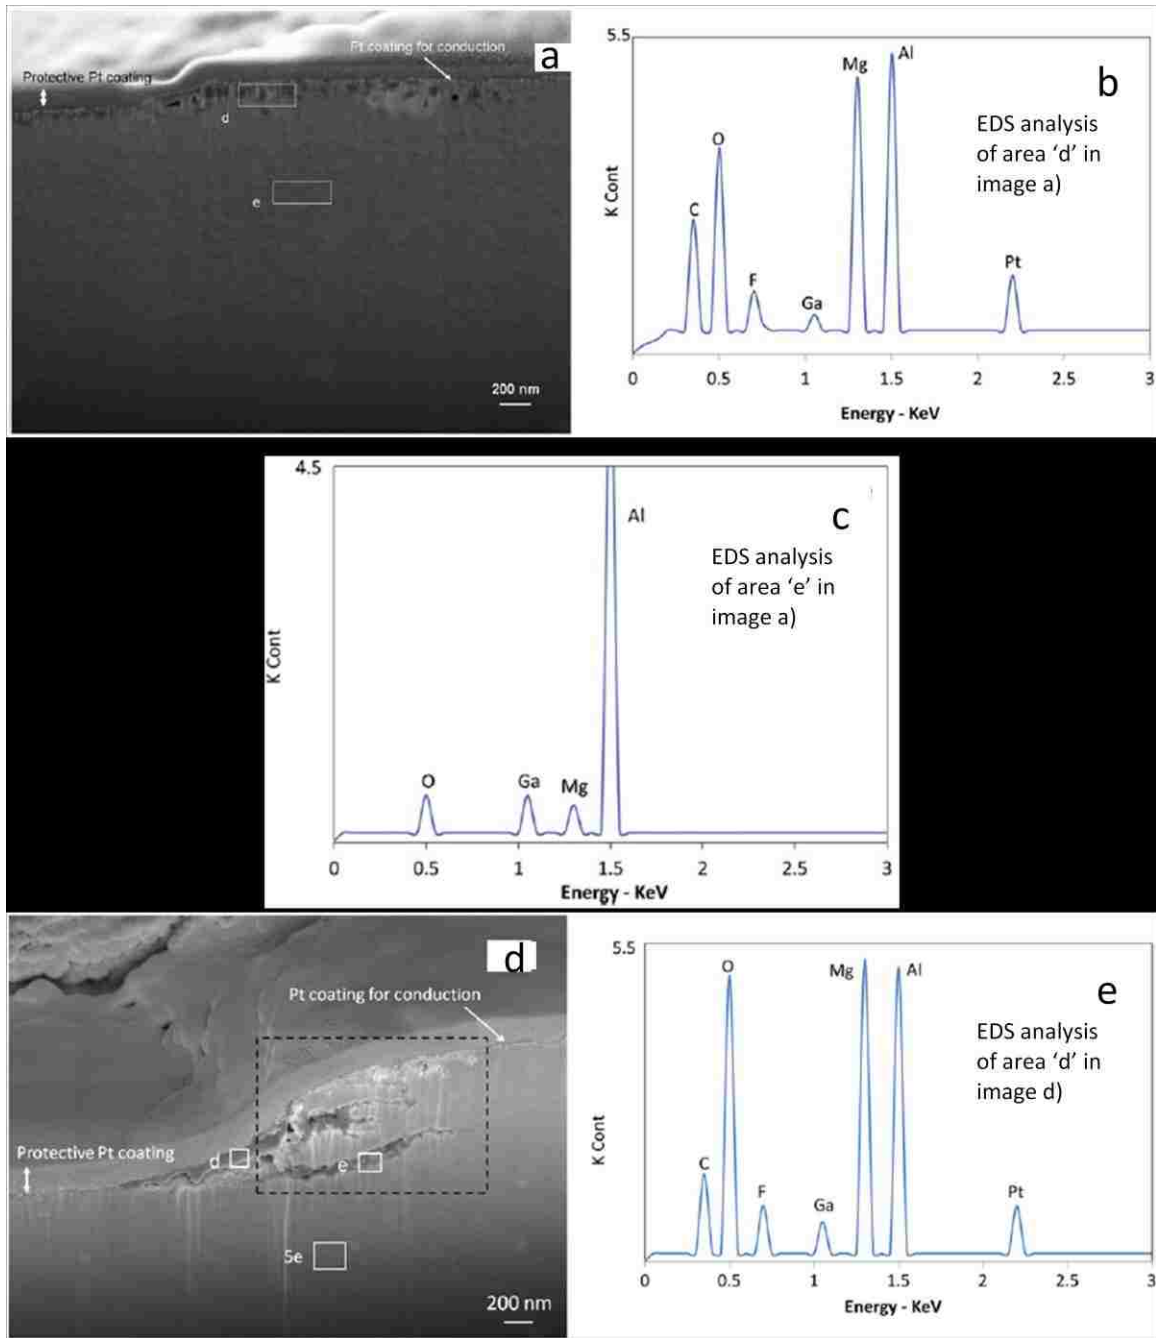 Protective Pt coating
Pt coating for conduction
a
d
e
200 nm
5.5
K Cont
C
O
F
Ga
Mg
Al
Pt
b
EDS analysis
of area ‘d’ in
image a)
0 0.5 1 1.5 2 2.5 3
Energy - KeV
4.5
K Cont
O
Ga
Mg
Al
c
EDS analysis
of area ‘e’ in
image a)
0 0.5 1 1.5 2 2.5 3
Energy - KeV
d
Pt coating for conduction
Protective Pt coating
d
e
5e
200 nm
5.5
K Cont
C
O
F
Ga
Mg
Al
Pt
e
EDS analysis
of area ‘d’ in
image d)
0 0.5 1 1.5 2 2.5 3
Energy - KeV